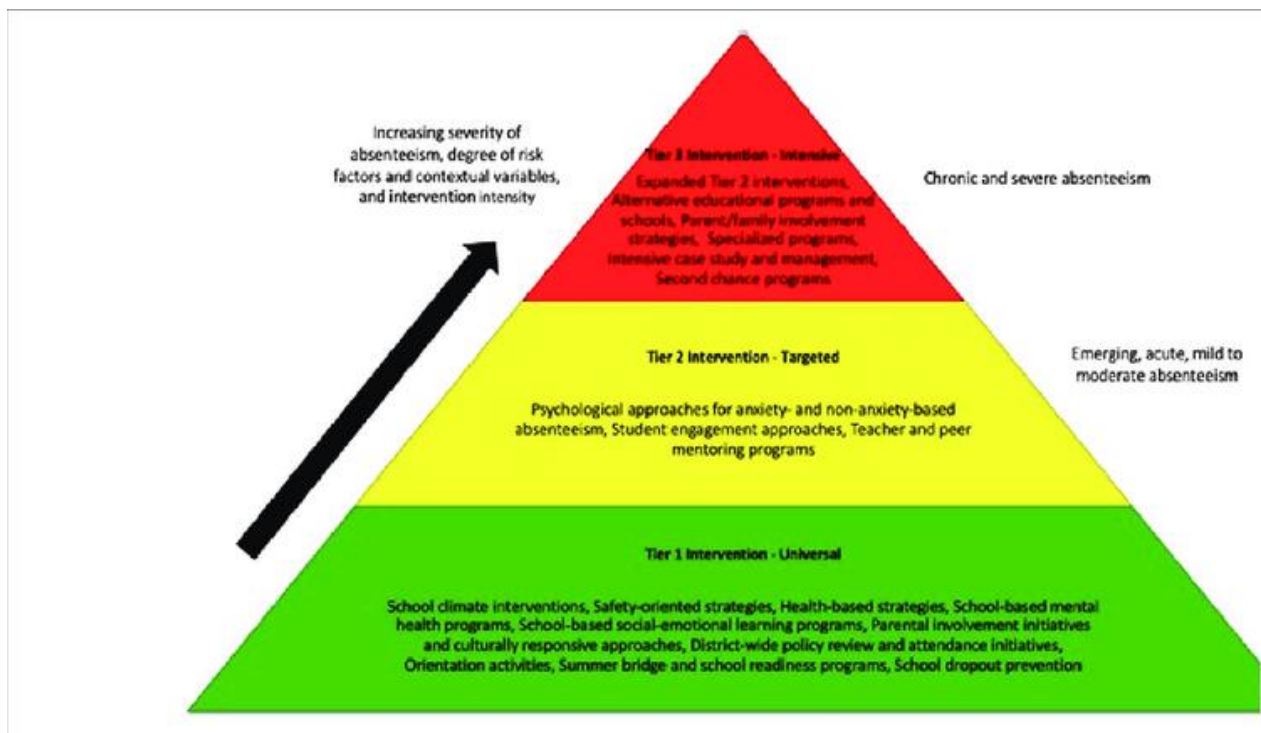 Increasing severity of
absenteeism, degree of risk
factors and contextual variables,
and intervention intensity
Tier 3 Intervention - Intensive
Expanded Tier 2 interventions,
Alternative educational programs and
schools, Parent/family involvement
strategies, Specialized programs,
Intensive case study and management,
Second chance programs
Chronic and severe absenteeism
Tier 2 Intervention - Targeted
Psychological approaches for anxiety- and non-anxiety-based
absenteeism, Student engagement approaches, Teacher and peer
mentoring programs
Emerging, acute, mild to
moderate absenteeism
Tier 1 Intervention - Universal
School climate interventions, Safety-oriented strategies, Health-based strategies, School-based mental
health programs, School-based social-emotional learning programs, Parental involvement initiatives
and culturally responsive approaches, District-wide policy review and attendance initiatives,
Orientation activities, Summer bridge and school readiness programs, School dropout prevention